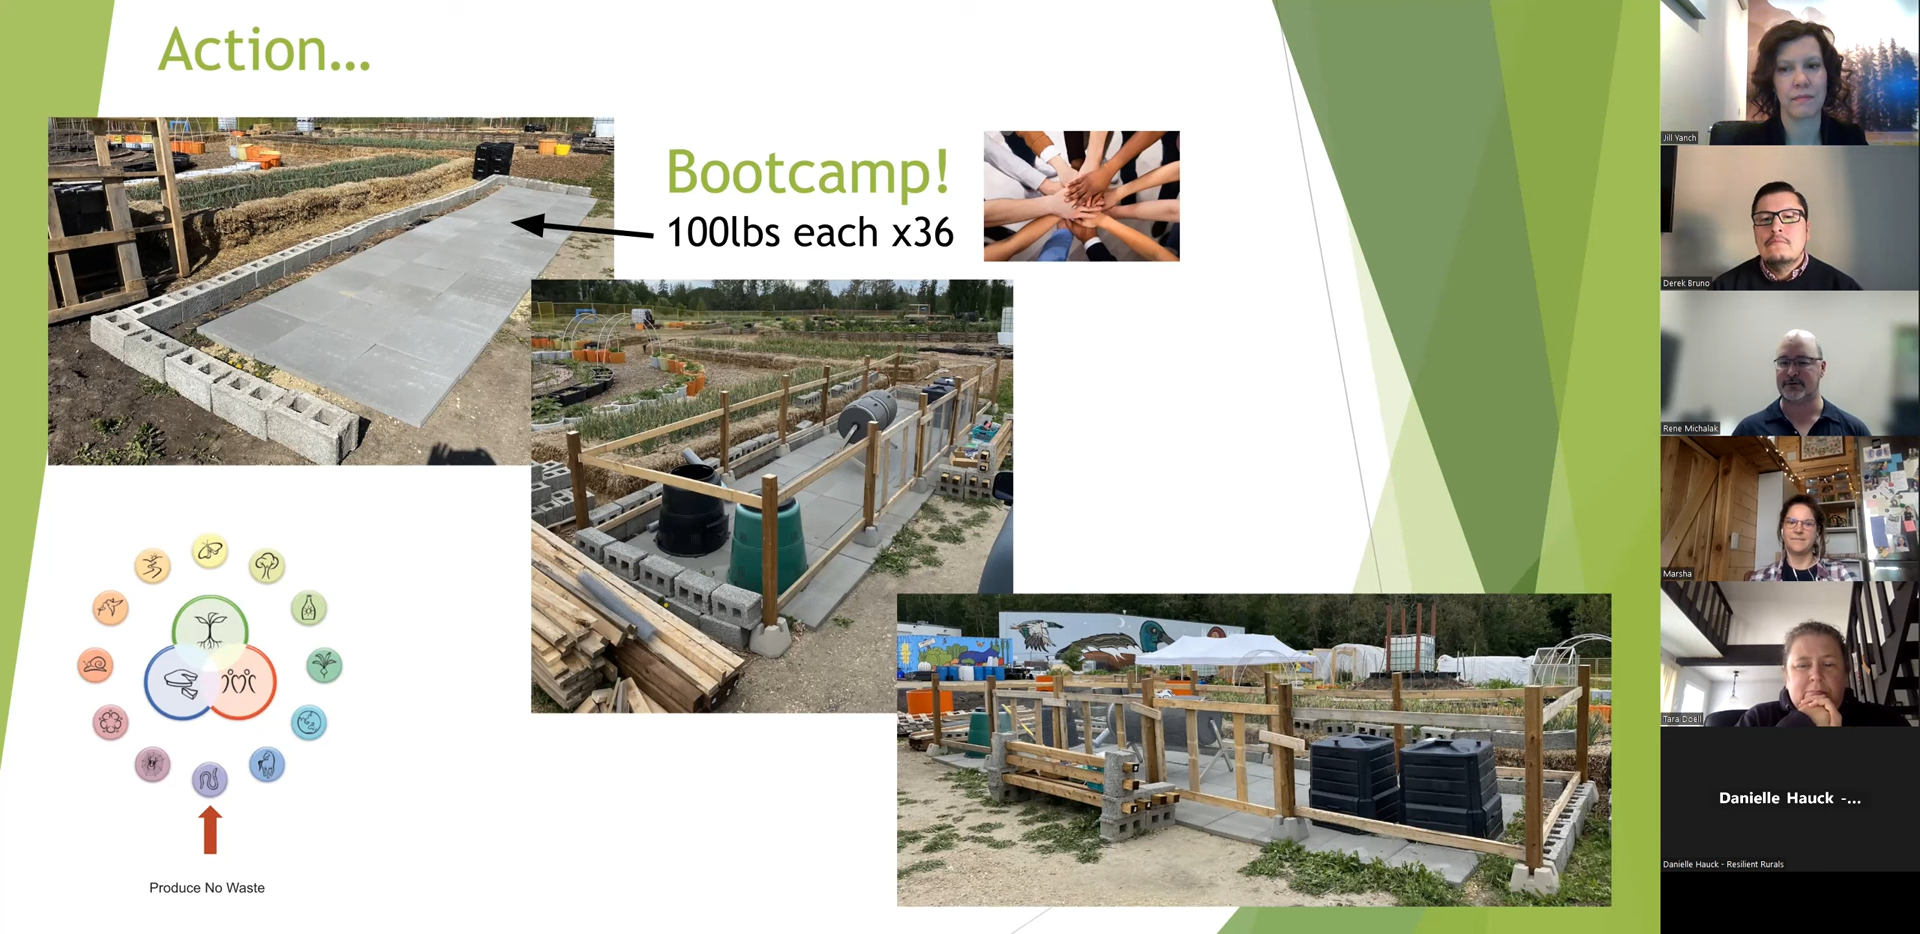 Action...
Bootcamp!
100lbs each x36
Produce No Waste
Jill Yanch
Derek Bruno
Rene Michalak
Marsha
Tara Doell
Danielle Hauck -...
Danielle Hauck - Resilient Rurals